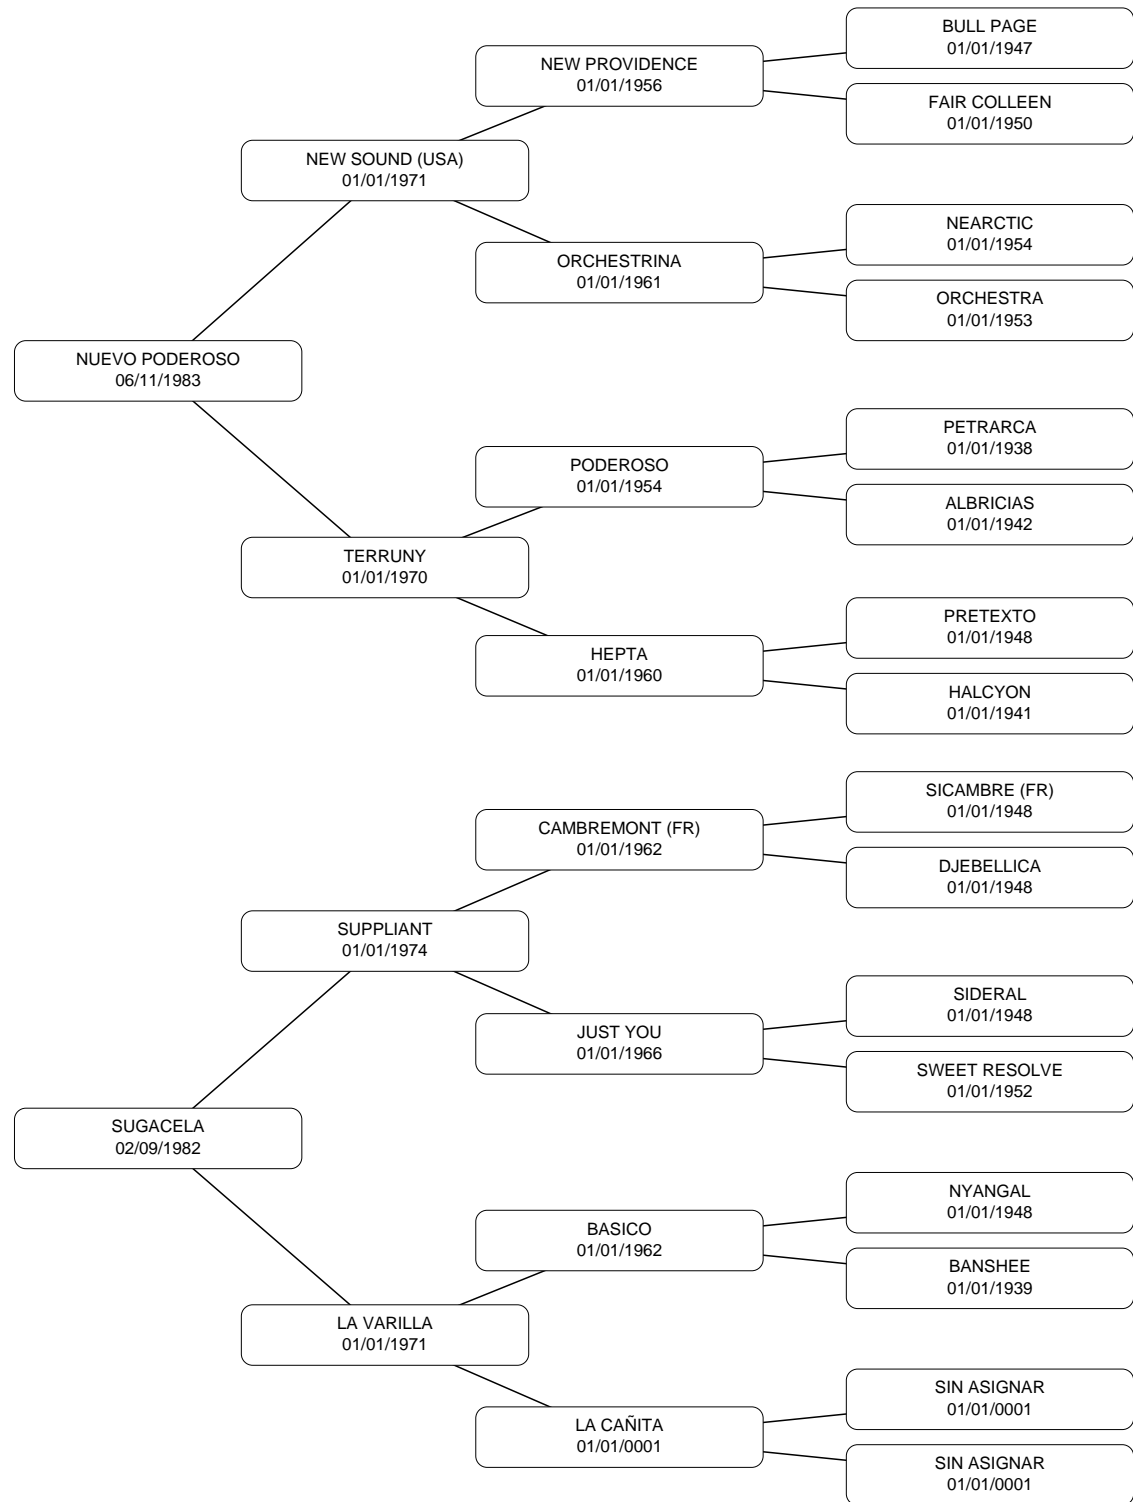 BULL PAGE
01/01/1947
NEW PROVIDENCE
01/01/1956
FAIR COLLEEN
01/01/1950
NEW SOUND (USA)
01/01/1971
NEARCTIC
01/01/1954
ORCHESTRINA
01/01/1961
ORCHESTRA
01/01/1953
NUEVO PODEROSO
06/11/1983
PETRARCA
01/01/1938
PODEROSO
01/01/1954
ALBRICIAS
01/01/1942
TERRUNY
01/01/1970
PRETEXTO
01/01/1948
HEPTA
01/01/1960
HALCYON
01/01/1941
SICAMBRE (FR)
01/01/1948
CAMBREMONT (FR)
01/01/1962
DJEBELLICA
01/01/1948
SUPPLIANT
01/01/1974
SIDERAL
01/01/1948
JUST YOU
01/01/1966
SWEET RESOLVE
01/01/1952
SUGACELA
02/09/1982
NYANGAL
01/01/1948
BASICO
01/01/1962
BANSHEE
01/01/1939
LA VARILLA
01/01/1971
SIN ASIGNAR
01/01/0001
LA CAÑITA
01/01/0001
SIN ASIGNAR
01/01/0001